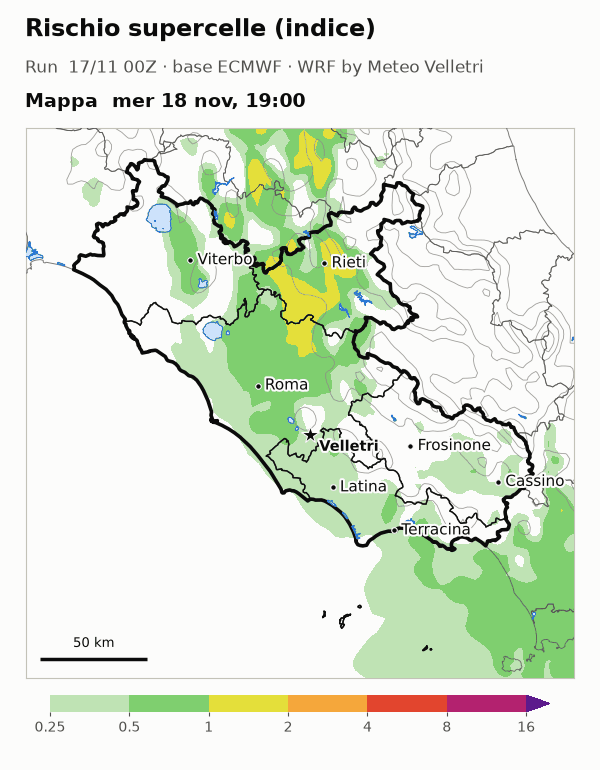 Rischio supercelle (indice)
Run  17/11 00Z · base ECMWF · WRF by Meteo Velletri
Mappa  mer 18 nov, 19:00
Viterbo
Rieti
Roma
Velletri
Frosinone
Latina
Cassino
Terracina
50 km
0.25 0.5 1 2 4 8 16